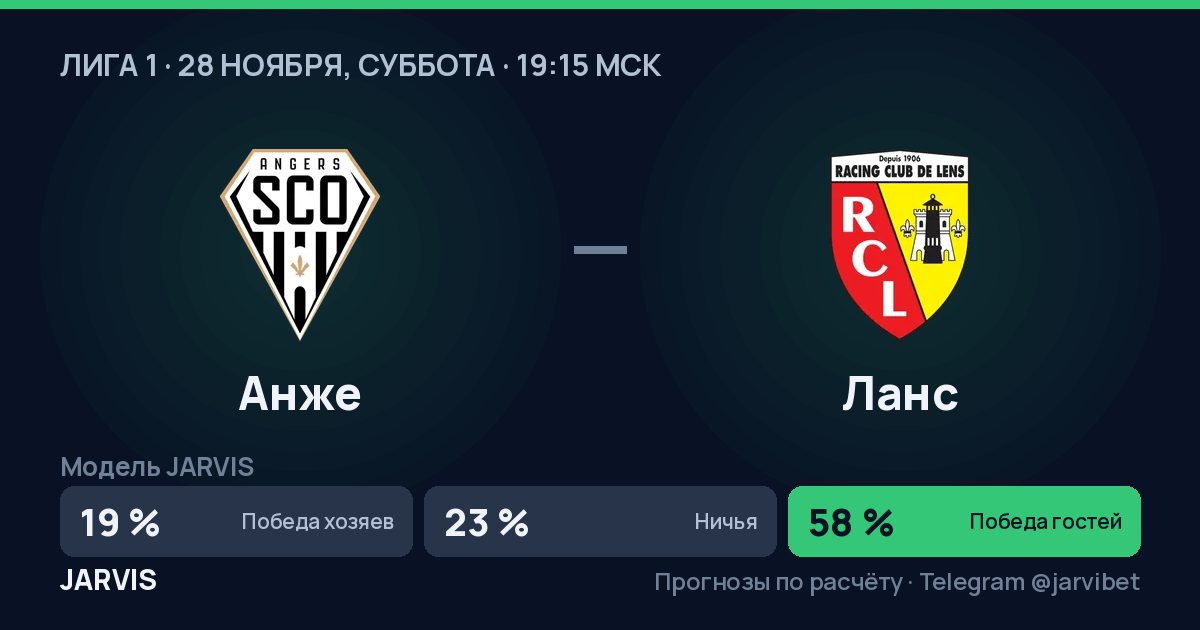 ЛИГА 1 · 28 НОЯБРЯ, СУББОТА · 19:15 МСК
ANGERS
SCO
Depuis 1906
RACING CLUB DE LENS
R
C
L
Анже
Ланс
Модель JARVIS
19 % Победа хозяев
23 % Ничья
58 % Победа гостей
JARVIS
Прогнозы по расчёту · Telegram @jarvibet